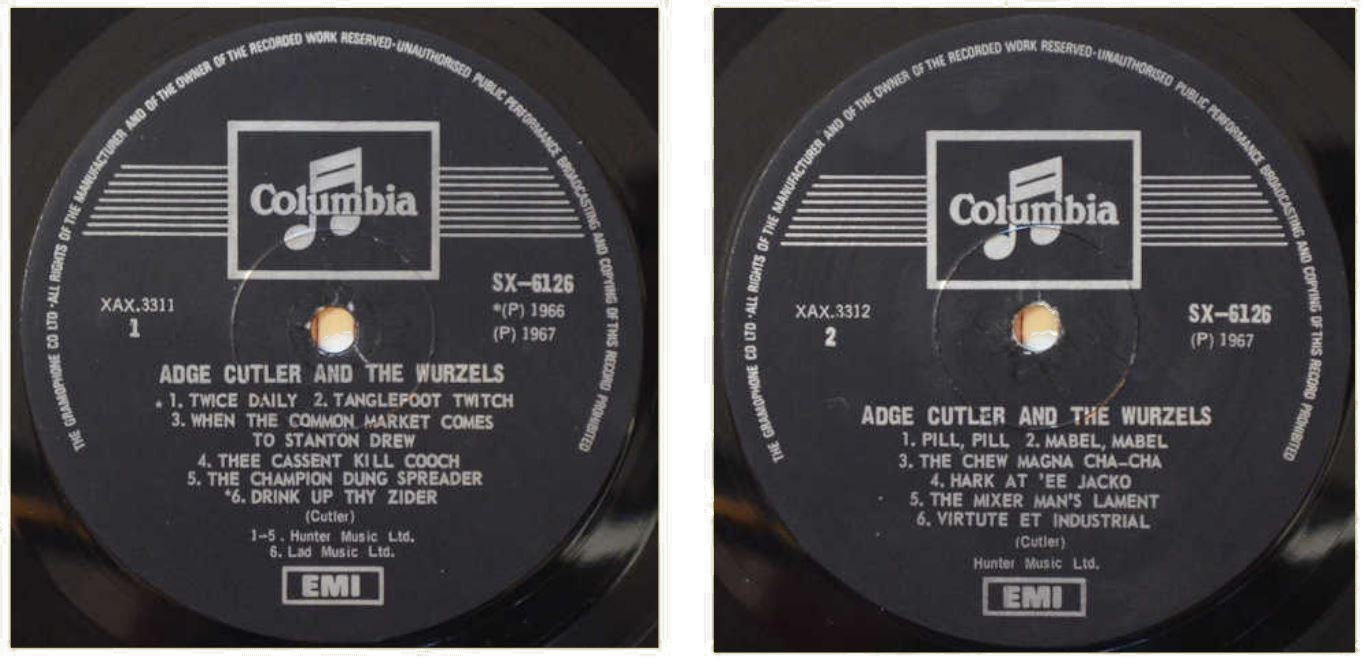 THE GRAMOPHONE CO LTD · ALL RIGHTS OF THE MANUFACTURER AND OF THE OWNER OF THE RECORDED WORK RESERVED · UNAUTHORISED PUBLIC PERFORMANCE BROADCASTING AND COPYING OF THIS RECORD PROHIBITED
Columbia
SX–6126
XAX.3311
*(P) 1966
1
(P) 1967
ADGE CUTLER AND THE WURZELS
* 1. TWICE DAILY 2. TANGLEFOOT TWITCH
3. WHEN THE COMMON MARKET COMES
TO STANTON DREW
4. THEE CASSENT KILL COOCH
5. THE CHAMPION DUNG SPREADER
*6. DRINK UP THY ZIDER
(Cutler)
1–5 . Hunter Music Ltd.
6. Lad Music Ltd.
EMI
THE GRAMOPHONE CO LTD · ALL RIGHTS OF THE MANUFACTURER AND OF THE OWNER OF THE RECORDED WORK RESERVED · UNAUTHORISED PUBLIC PERFORMANCE BROADCASTING AND COPYING OF THIS RECORD PROHIBITED
Columbia
XAX.3312
SX–6126
2
(P) 1967
ADGE CUTLER AND THE WURZELS
1. PILL, PILL 2. MABEL, MABEL
3. THE CHEW MAGNA CHA–CHA
4. HARK AT 'EE JACKO
5. THE MIXER MAN'S LAMENT
6. VIRTUTE ET INDUSTRIAL
(Cutler)
Hunter Music Ltd.
EMI